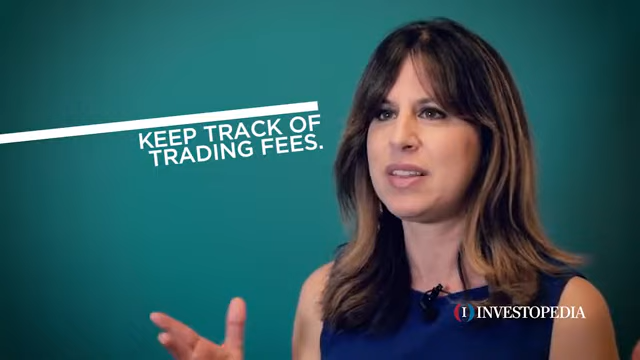 KEEP TRACK OF
TRADING FEES.
INVESTOPEDIA